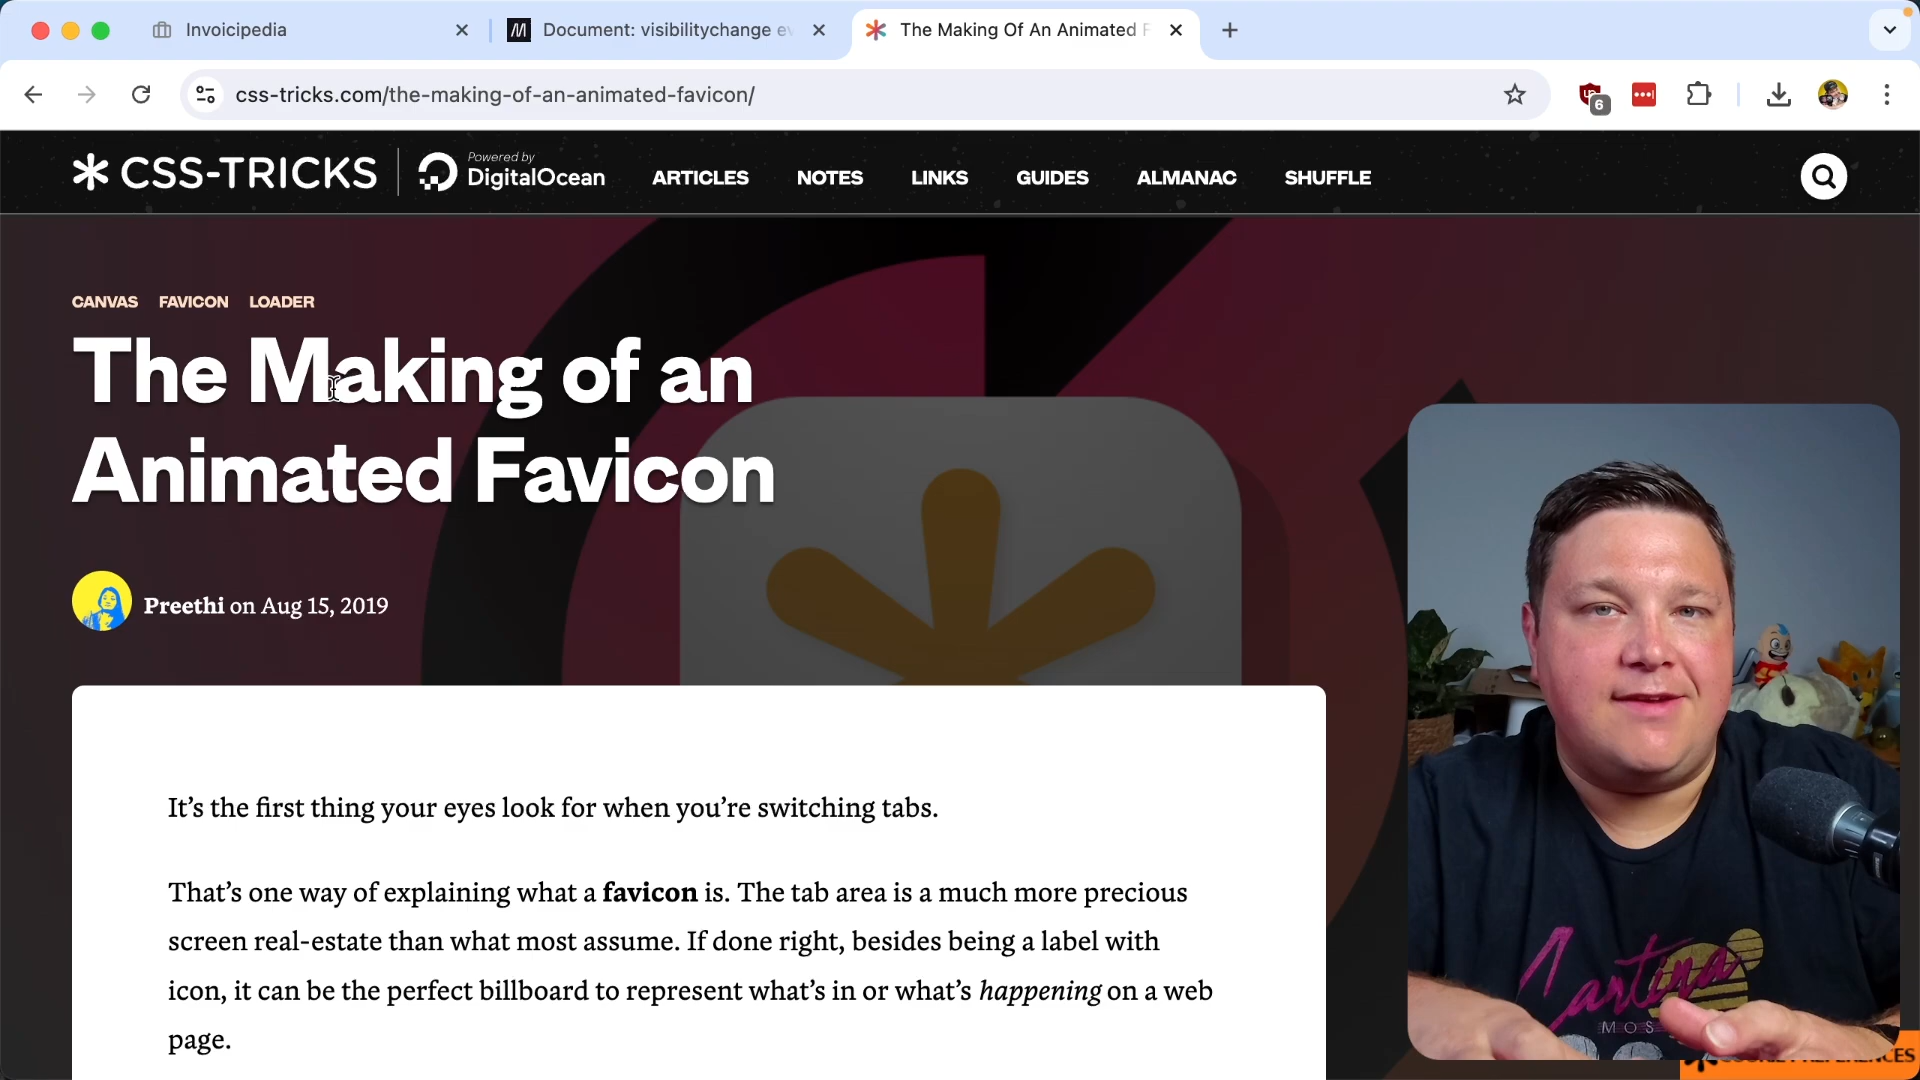 Invoicipedia
Document: visibilitychange ev
The Making Of An Animated F
css-tricks.com/the-making-of-an-animated-favicon/
6
CSS-TRICKS
Powered by
DigitalOcean
ARTICLES
NOTES
LINKS
GUIDES
ALMANAC
SHUFFLE
CANVAS FAVICON LOADER
The Making of an
Animated Favicon
Preethi on Aug 15, 2019
It’s the first thing your eyes look for when you’re switching tabs.
That’s one way of explaining what a favicon is. The tab area is a much more precious
screen real-estate than what most assume. If done right, besides being a label with
icon, it can be the perfect billboard to represent what’s in or what’s happening on a web
page.
Cantina
MOS